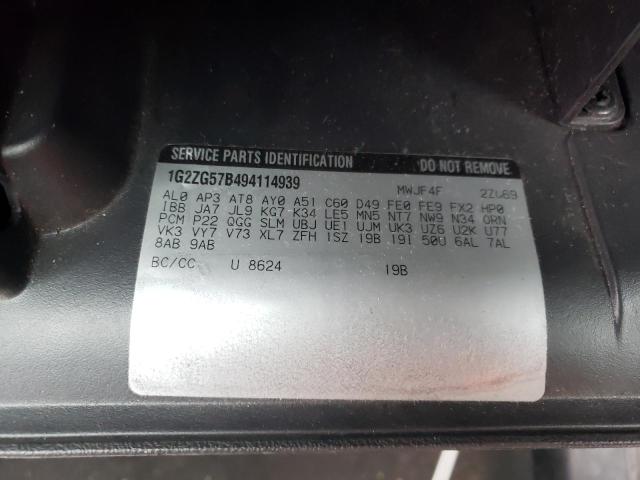 SERVICE PARTS IDENTIFICATION DO NOT REMOVE
1G2ZG57B494114939 MWJF4F 2ZG69
AL0 AP3 AT8 AY0 A51 C60 D49 FE0 FE9 FX2 HP0
IBB JA7 JL9 KG7 K34 LE5 MN5 NT7 NW9 N34 QRN
PCM P22 QGG SLM UBJ UE1 UJM UK3 UZ6 U2K U77
VK3 VY7 V73 XL7 ZFH 1SZ 19B 19I 50U 6AL 7AL
8AB 9AB
BC/CC U 8624 19B